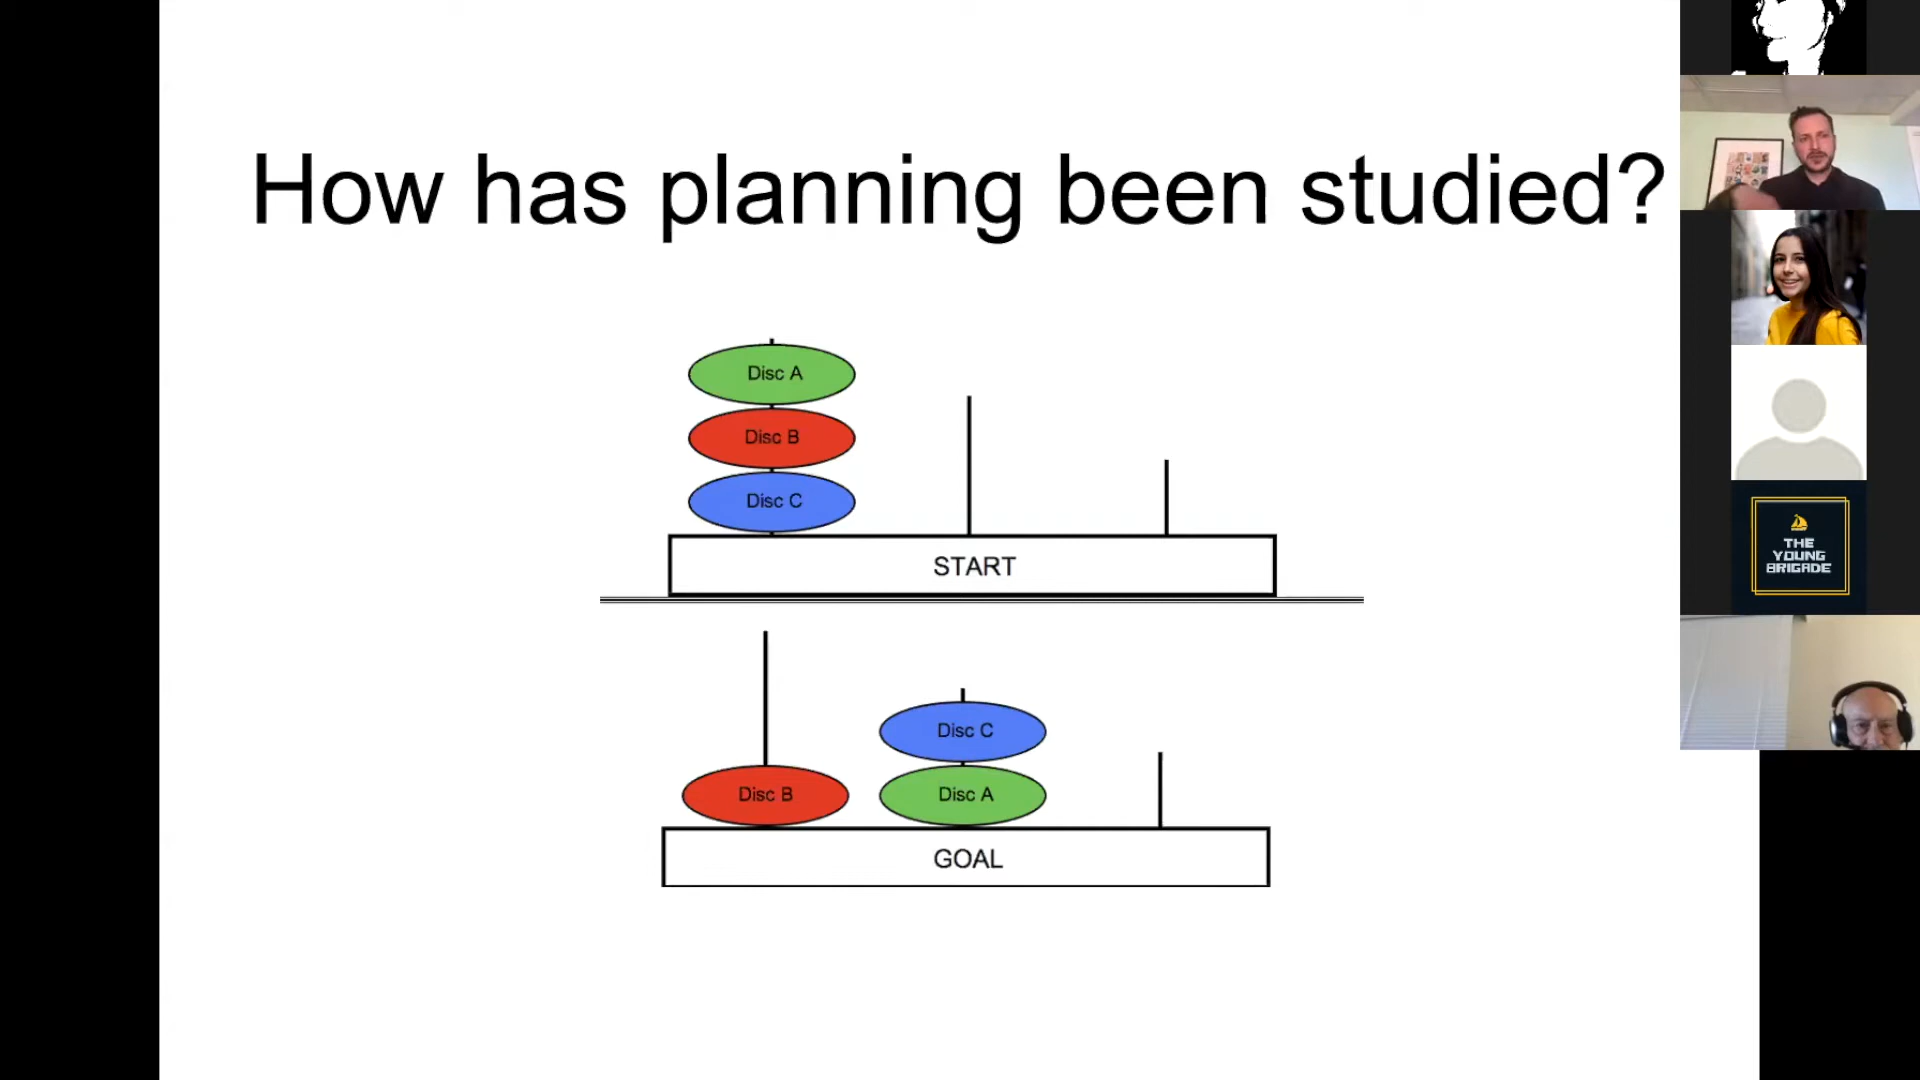 How has planning been studied?
Disc A
Disc B
Disc C
START
Disc C
Disc B
Disc A
GOAL
THE
YOUNG
BRIGADE